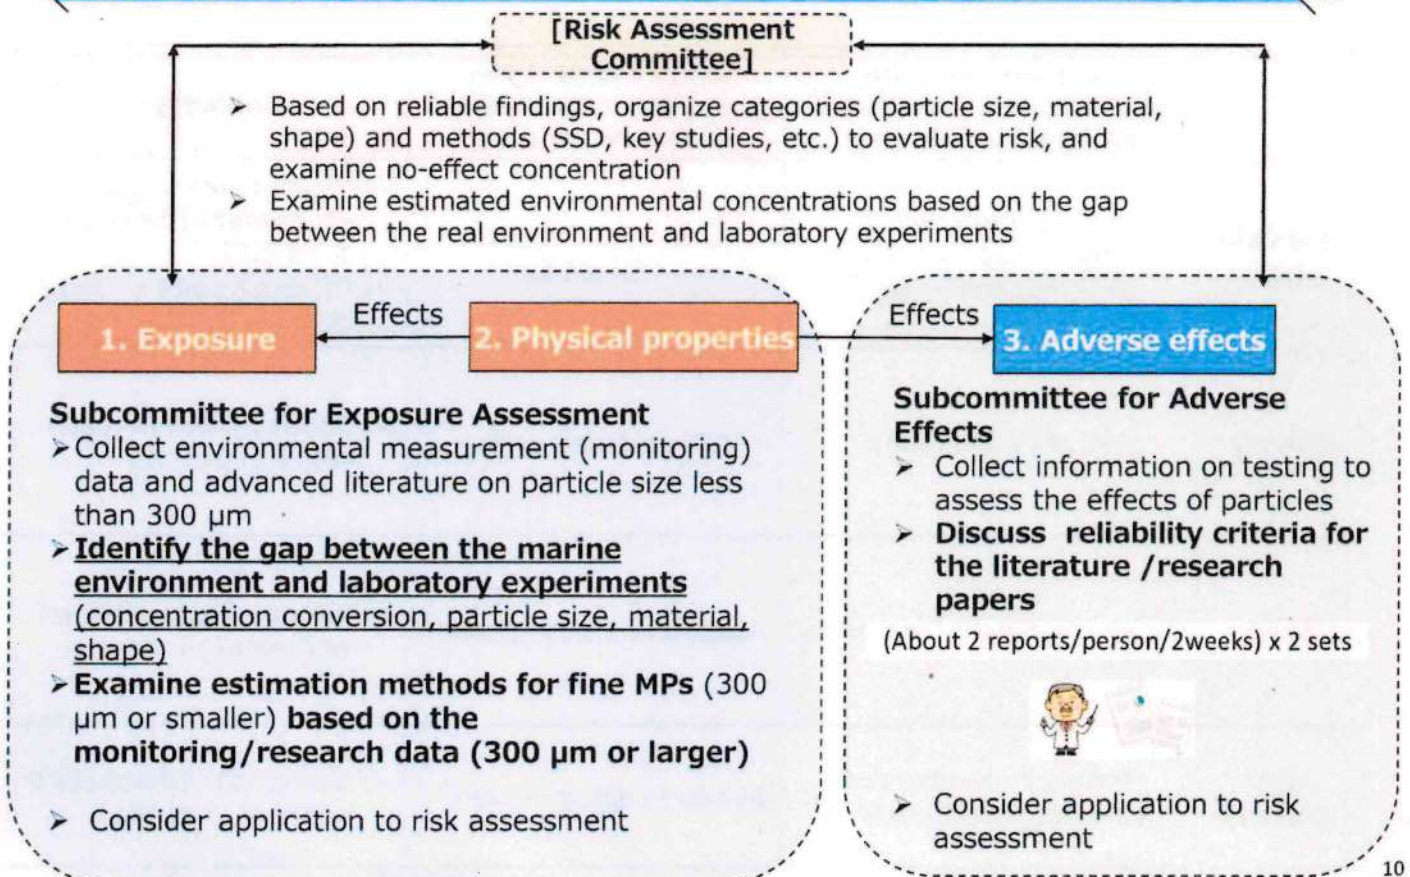 [Risk Assessment
Committee]
➢ Based on reliable findings, organize categories (particle size, material,
shape) and methods (SSD, key studies, etc.) to evaluate risk, and
examine no-effect concentration
➢ Examine estimated environmental concentrations based on the gap
between the real environment and laboratory experiments
1. Exposure
Effects
2. Physical properties
Effects
3. Adverse effects
Subcommittee for Exposure Assessment
➢ Collect environmental measurement (monitoring)
data and advanced literature on particle size less
than 300 μm
➢ Identify the gap between the marine
environment and laboratory experiments
(concentration conversion, particle size, material,
shape)
➢ Examine estimation methods for fine MPs (300
μm or smaller) based on the
monitoring/research data (300 μm or larger)
➢ Consider application to risk assessment
Subcommittee for Adverse
Effects
➢ Collect information on testing to
assess the effects of particles
➢ Discuss reliability criteria for
the literature /research
papers
(About 2 reports/person/2weeks) x 2 sets
➢ Consider application to risk
assessment
10